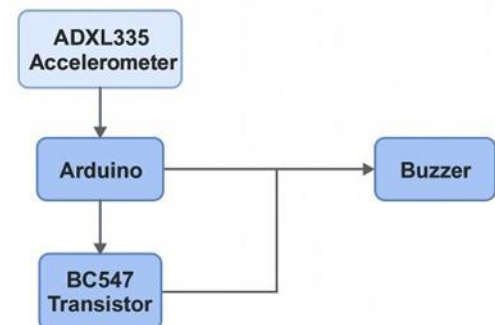 ADXL335
Accelerometer
Arduino
Buzzer
BC547
Transistor